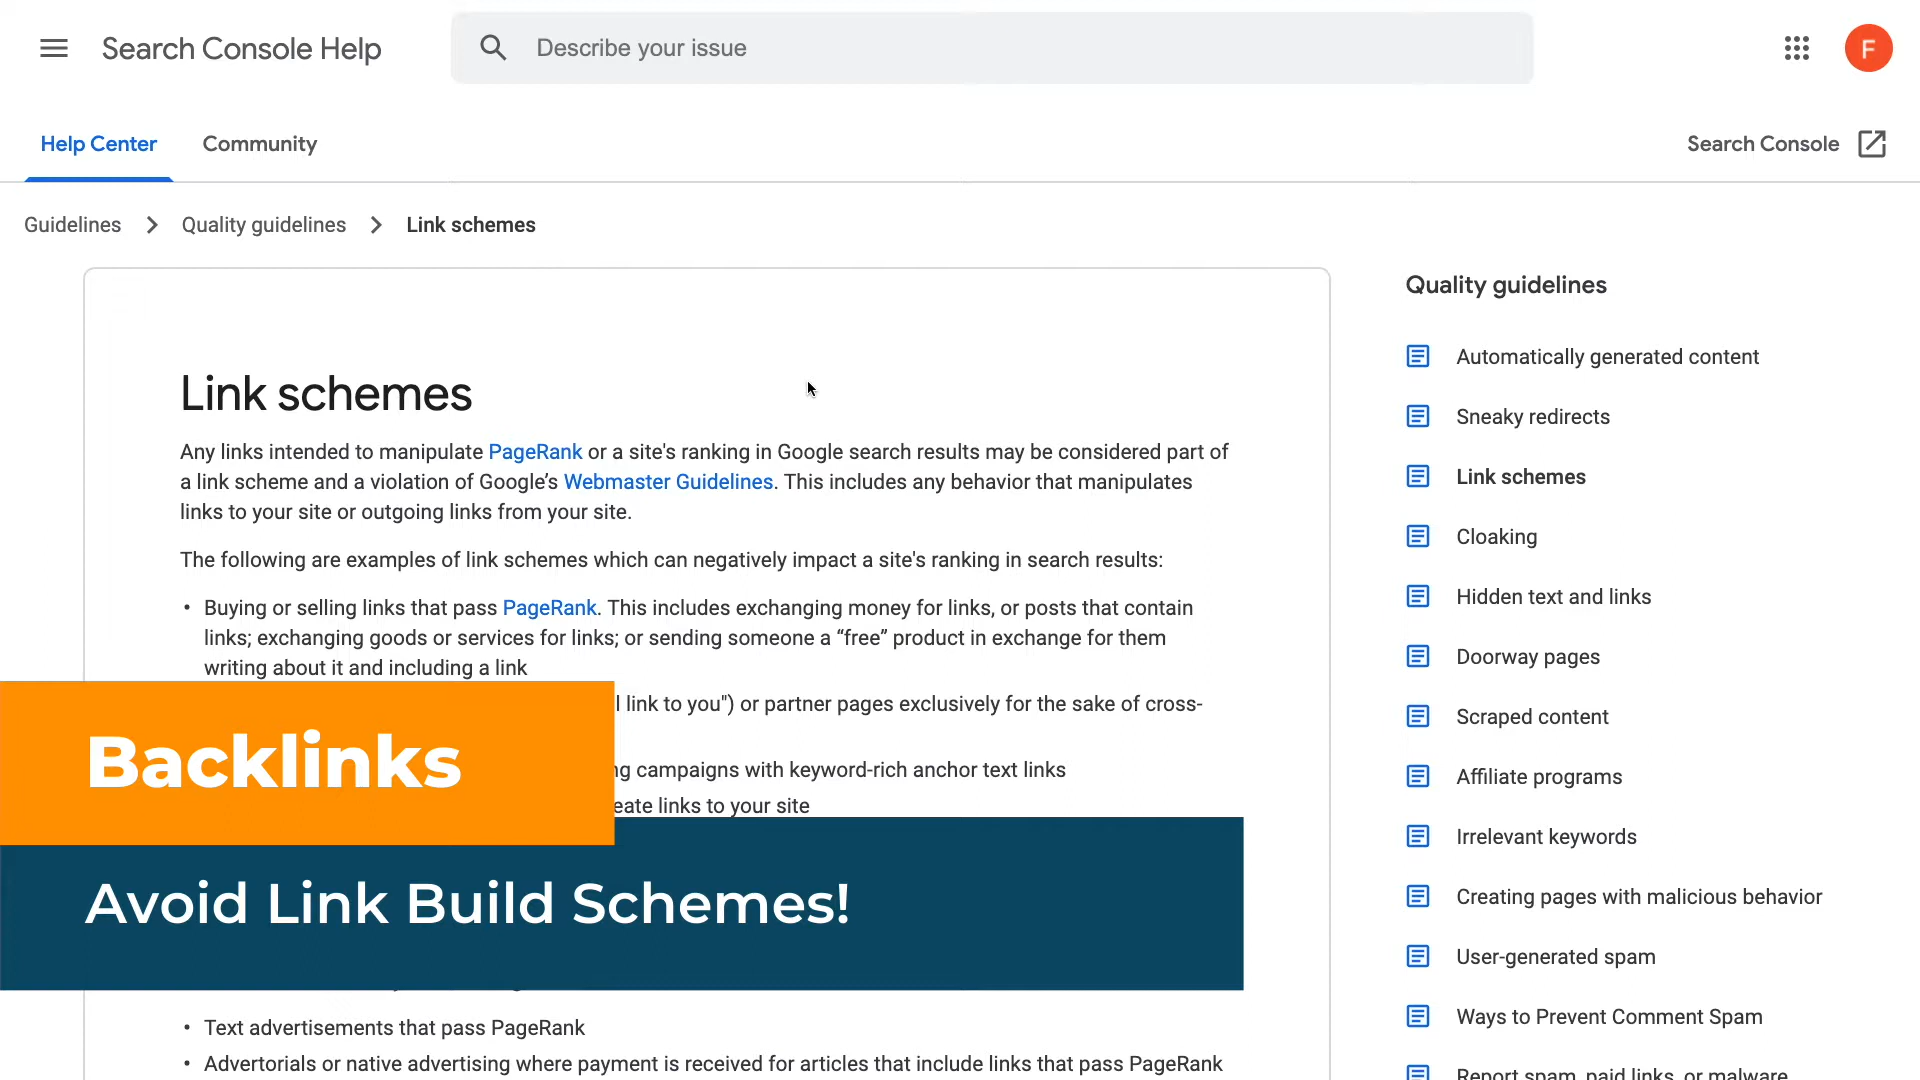 Search Console Help
Describe your issue
F
Help Center
Community
Search Console
Guidelines
Quality guidelines
Link schemes
Link schemes
Any links intended to manipulate PageRank or a site's ranking in Google search results may be considered part of
a link scheme and a violation of Google’s Webmaster Guidelines. This includes any behavior that manipulates
links to your site or outgoing links from your site.
The following are examples of link schemes which can negatively impact a site's ranking in search results:
• Buying or selling links that pass PageRank. This includes exchanging money for links, or posts that contain
links; exchanging goods or services for links; or sending someone a “free” product in exchange for them
writing about it and including a link
link to you") or partner pages exclusively for the sake of cross-
campaigns with keyword-rich anchor text links
links to your site
Backlinks
Avoid Link Build Schemes!
• Text advertisements that pass PageRank
• Advertorials or native advertising where payment is received for articles that include links that pass PageRank
Quality guidelines
Automatically generated content
Sneaky redirects
Link schemes
Cloaking
Hidden text and links
Doorway pages
Scraped content
Affiliate programs
Irrelevant keywords
Creating pages with malicious behavior
User-generated spam
Ways to Prevent Comment Spam
Report spam, paid links, or malware